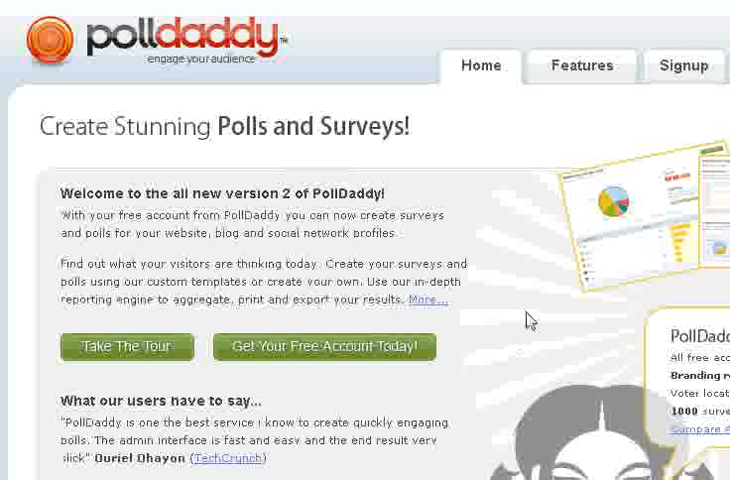 polldaddy™
engage your audience
Home
Features
Signup
Create Stunning Polls and Surveys!
Welcome to the all new version 2 of PollDaddy!
With your free account from PollDaddy you can now create surveys
and polls for your website, blog and social network profiles.
Find out what your visitors are thinking today. Create your surveys and
polls using our custom templates or create your own. Use our in-depth
reporting engine to aggregate, print and export your results. More...
Take The Tour
Get Your Free Account Today!
What our users have to say...
"PollDaddy is one the best service i know to create quickly engaging
polls. The admin interface is fast and easy and the end result very
slick" Ouriel Ohayon (TechCrunch)
PollDadd
All free acc
Branding r
Voter locat
1000 surve
Compare A